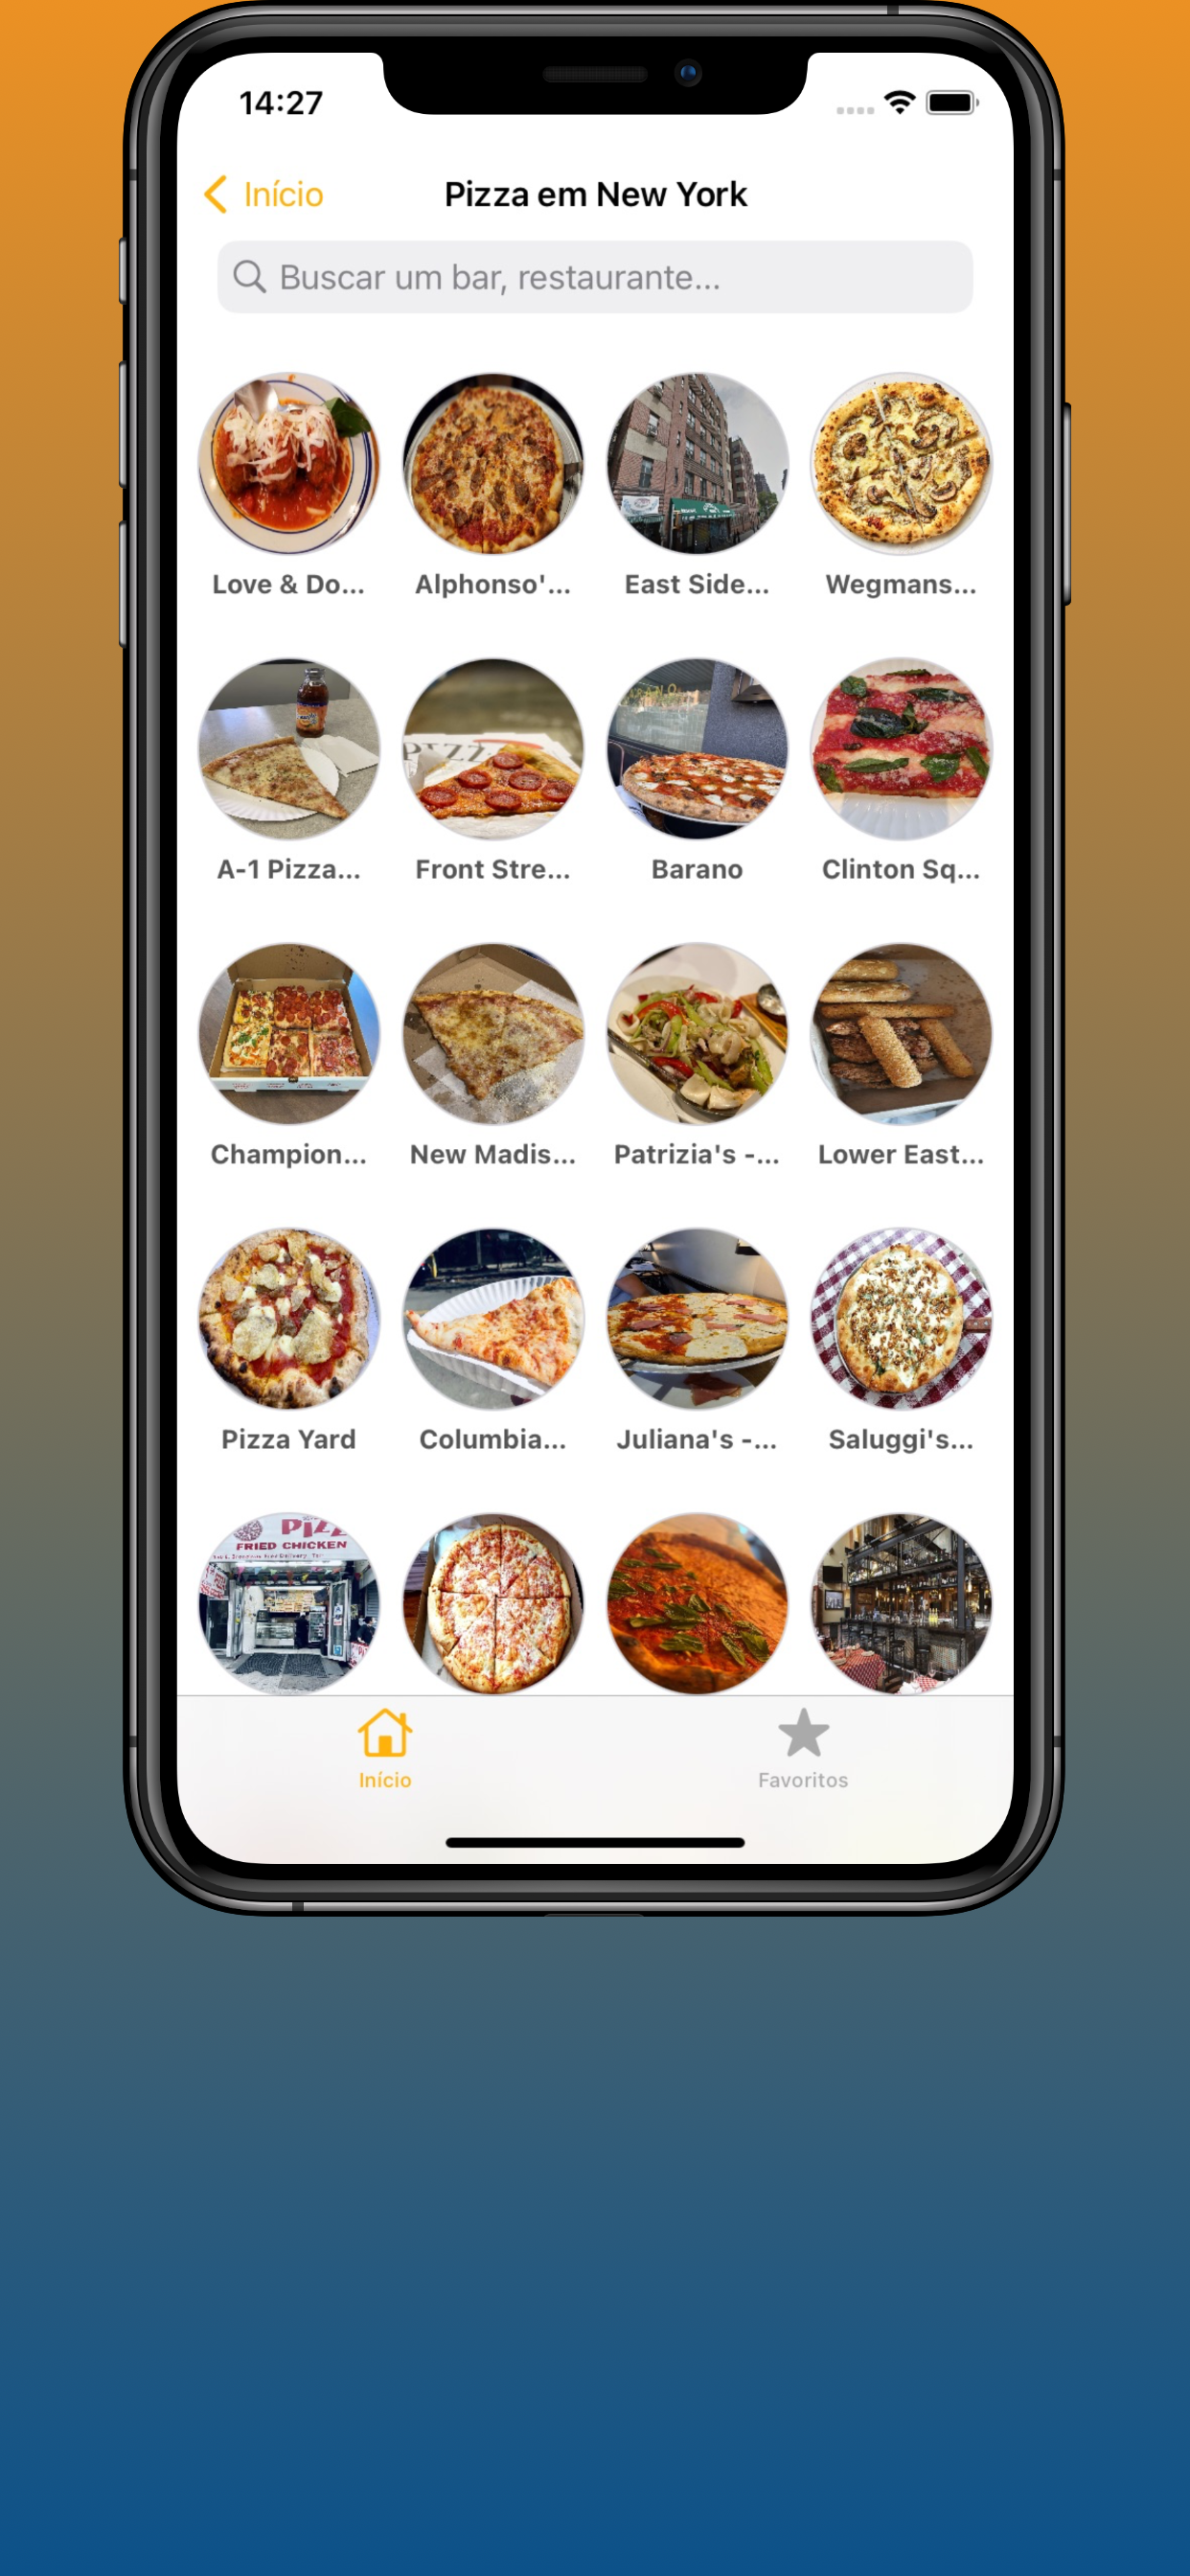 14:27
Início
Pizza em New York
Buscar um bar, restaurante...
Love & Do...
Alphonso'...
East Side...
Wegmans...
A-1 Pizza...
Front Stre...
Barano
Clinton Sq...
Champion...
New Madis...
Patrizia's -...
Lower East...
Pizza Yard
Columbia...
Juliana's -...
Saluggi's...
FRIED CHICKEN
Início
Favoritos